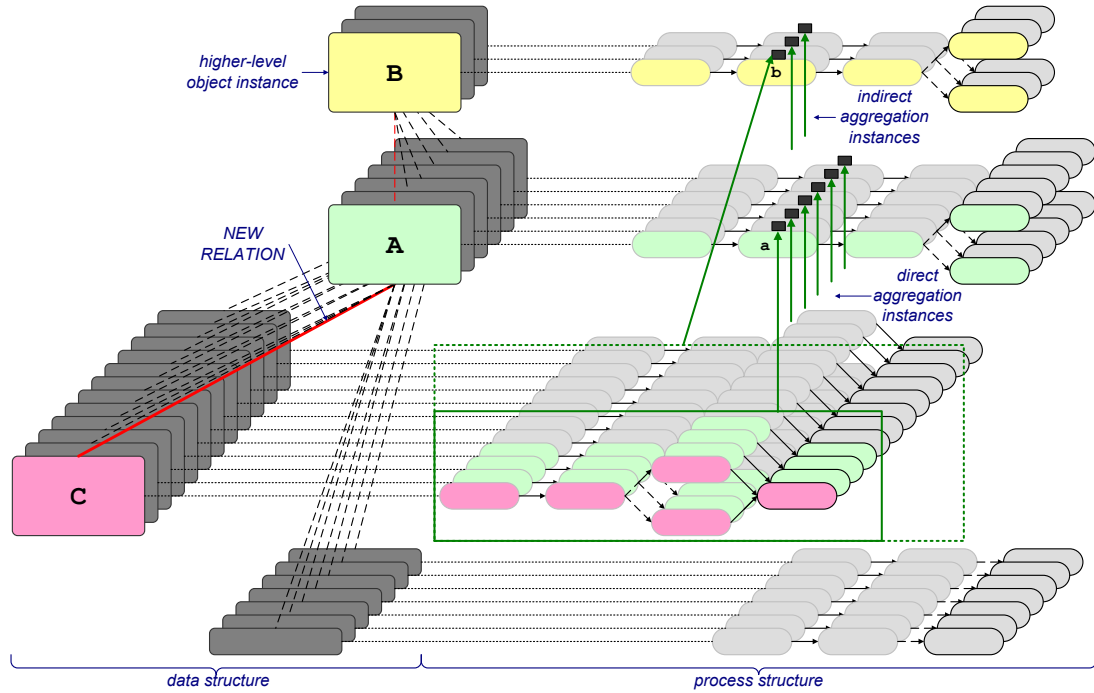 higher-level
object instance
B
b
indirect
aggregation
instances
NEW
RELATION
A
a
direct
aggregation
instances
C
data structure
process structure